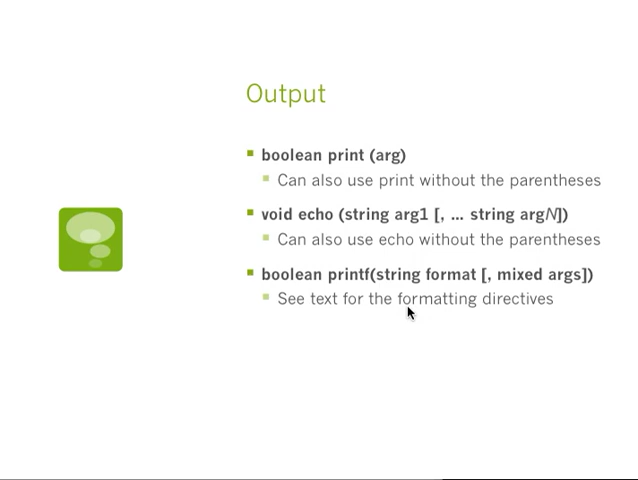 Output
boolean print (arg)
Can also use print without the parentheses
void echo (string arg1 [, ... string argN])
Can also use echo without the parentheses
boolean printf(string format [, mixed args])
See text for the formatting directives